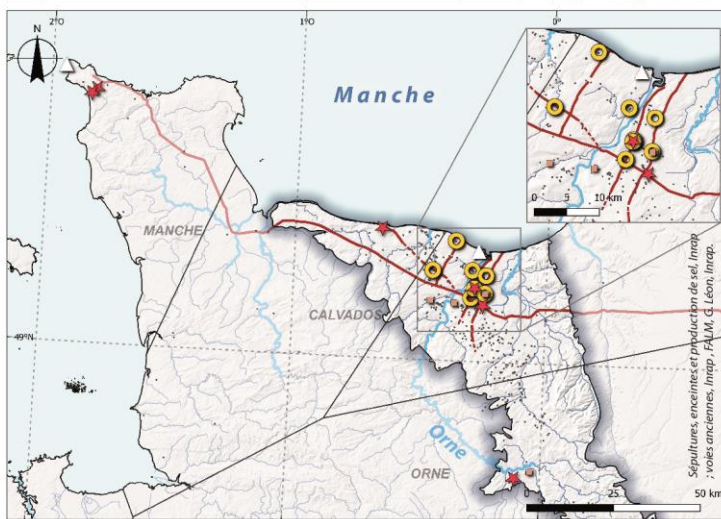 2°O
1°O
0°
N
Manche
0
5
10 km
MANCHE
CALVADOS
49°N
Orne
ORNE
0
25
50 km
Sépultures, enceintes et production de sel, Inrap
; voies anciennes, Inrap , FALM, G. Léon, Inrap.